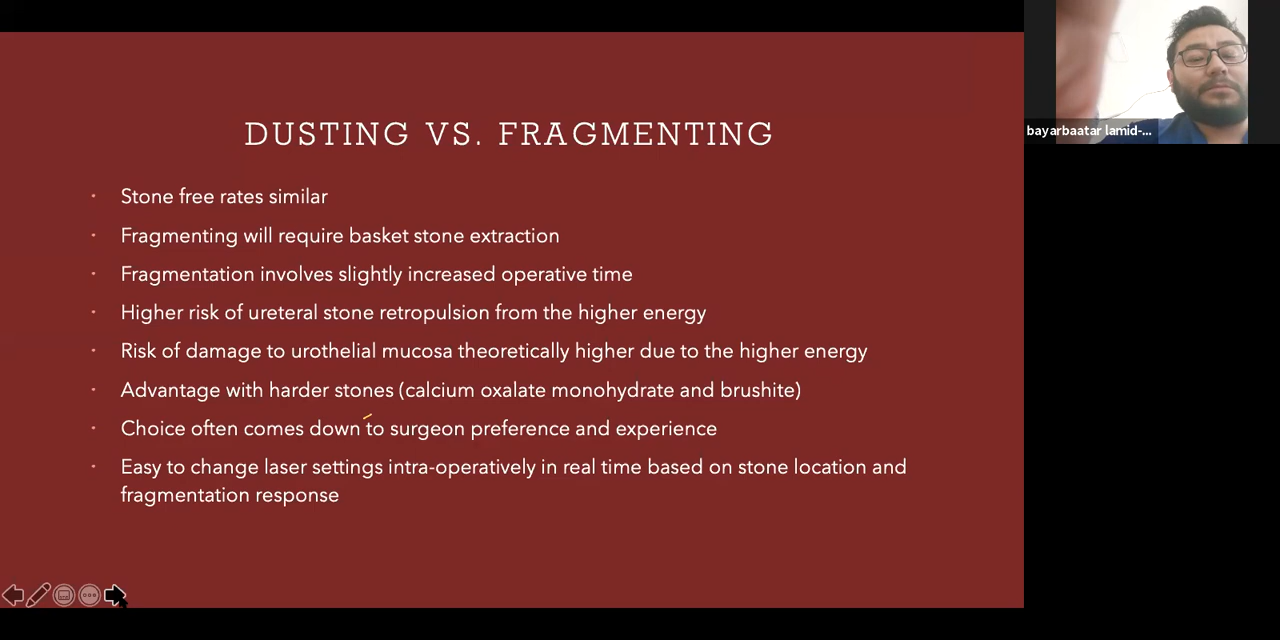 DUSTING VS. FRAGMENTING
· Stone free rates similar
· Fragmenting will require basket stone extraction
· Fragmentation involves slightly increased operative time
· Higher risk of ureteral stone retropulsion from the higher energy
· Risk of damage to urothelial mucosa theoretically higher due to the higher energy
· Advantage with harder stones (calcium oxalate monohydrate and brushite)
· Choice often comes down to surgeon preference and experience
· Easy to change laser settings intra-operatively in real time based on stone location and
fragmentation response
bayarbaatar lamid-...